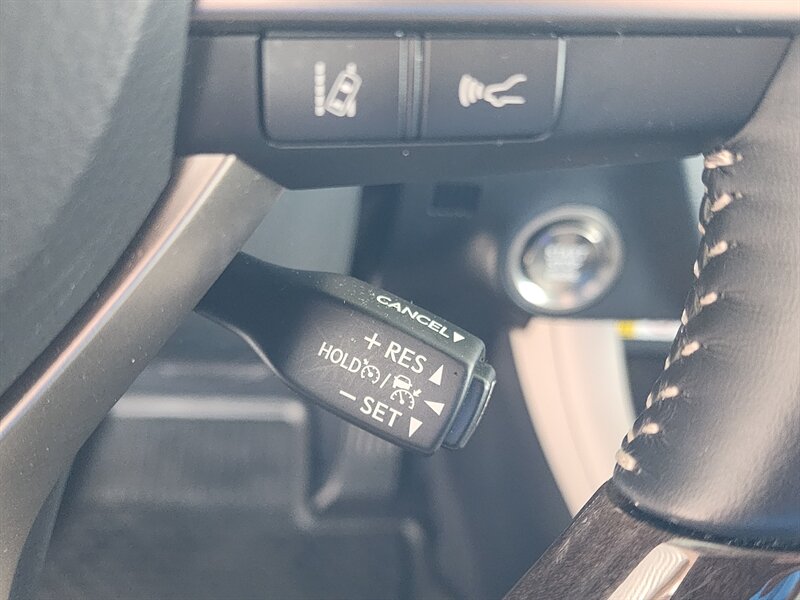 CANCEL▼
+ RES ▲
HOLD /
− SET ▼